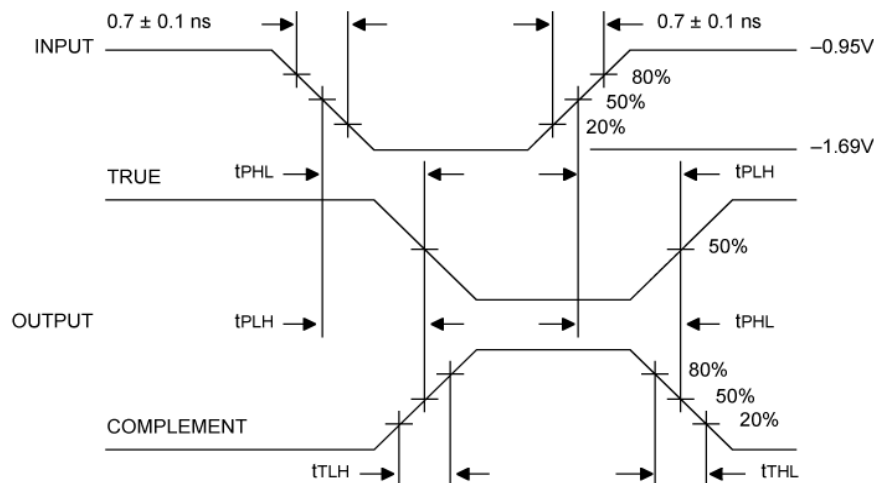 0.7 ± 0.1 ns
0.7 ± 0.1 ns
INPUT
–0.95V
80%
50%
20%
–1.69V
tPHL
tPLH
TRUE
50%
OUTPUT
tPLH
tPHL
80%
50%
20%
COMPLEMENT
tTLH
tTHL